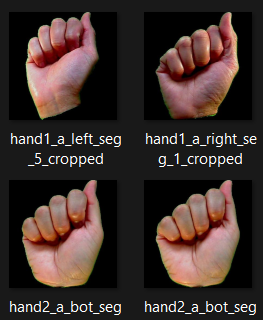 hand1_a_left_seg
_5_cropped
hand1_a_right_se
g_1_cropped
hand2_a_bot_seg
hand2_a_bot_seg